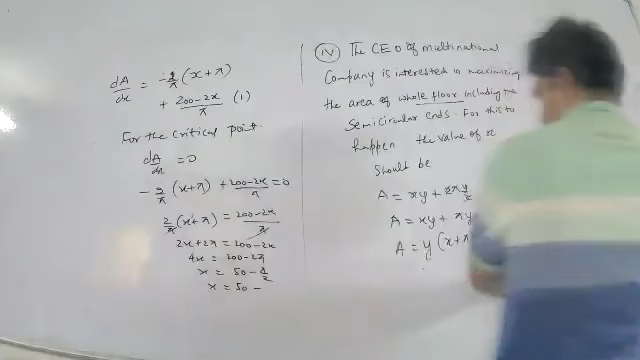 dA/dx = -2/π (x+π)
+ 200-2x/π (1)
For the critical point
dA/dx = 0
-2/π (x+π) + 200-2x/π = 0
2/π (x+π) = 200-2x/π
2x+2π = 200-2x
4x = 200-2π
x = 50 - π/2
x = 50 -
(iv) The CEO of multinational
Company is interested in maximizing
the area of whole floor including the
Semicircular ends. For this to
happen the value of x
Should be
A = xy +
A = xy + πy
A = y (x+π